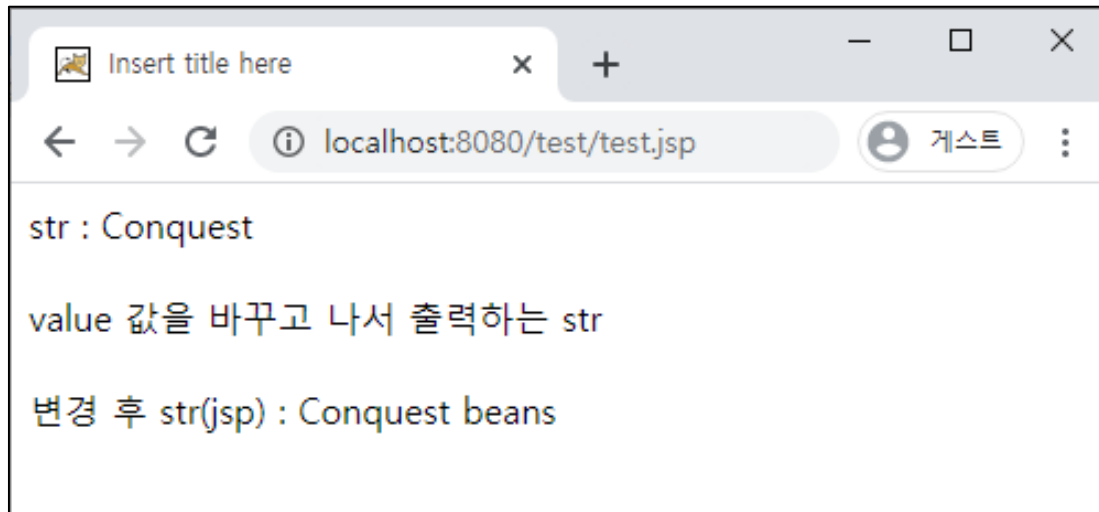 Insert title here
localhost:8080/test/test.jsp
게스트
str : Conquest
value 값을 바꾸고 나서 출력하는 str
변경 후 str(jsp) : Conquest beans